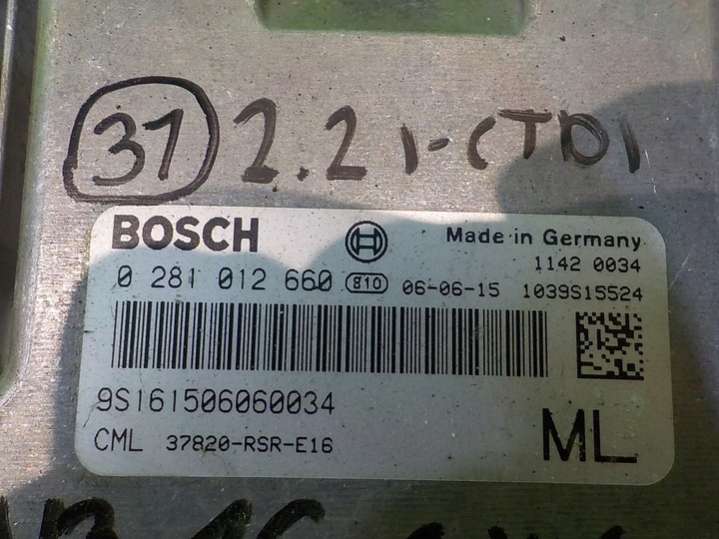 31 2.2 i-CTDI
BOSCH Made in Germany
1142 0034
0 281 012 660 810 06-06-15 1039S15524
9S161506060034
CML 37820-RSR-E16 ML